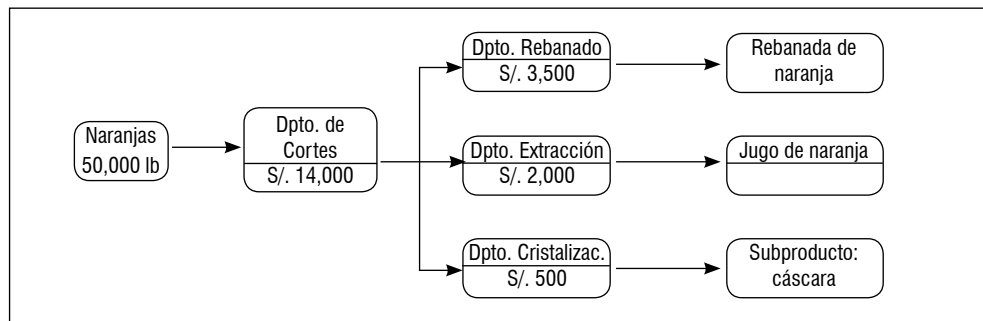 Naranjas
50,000 lb
Dpto. de
Cortes
S/. 14,000
Dpto. Rebanado
S/. 3,500
Rebanada de
naranja
Dpto. Extracción
S/. 2,000
Jugo de naranja
Dpto. Cristalizac.
S/. 500
Subproducto:
cáscara